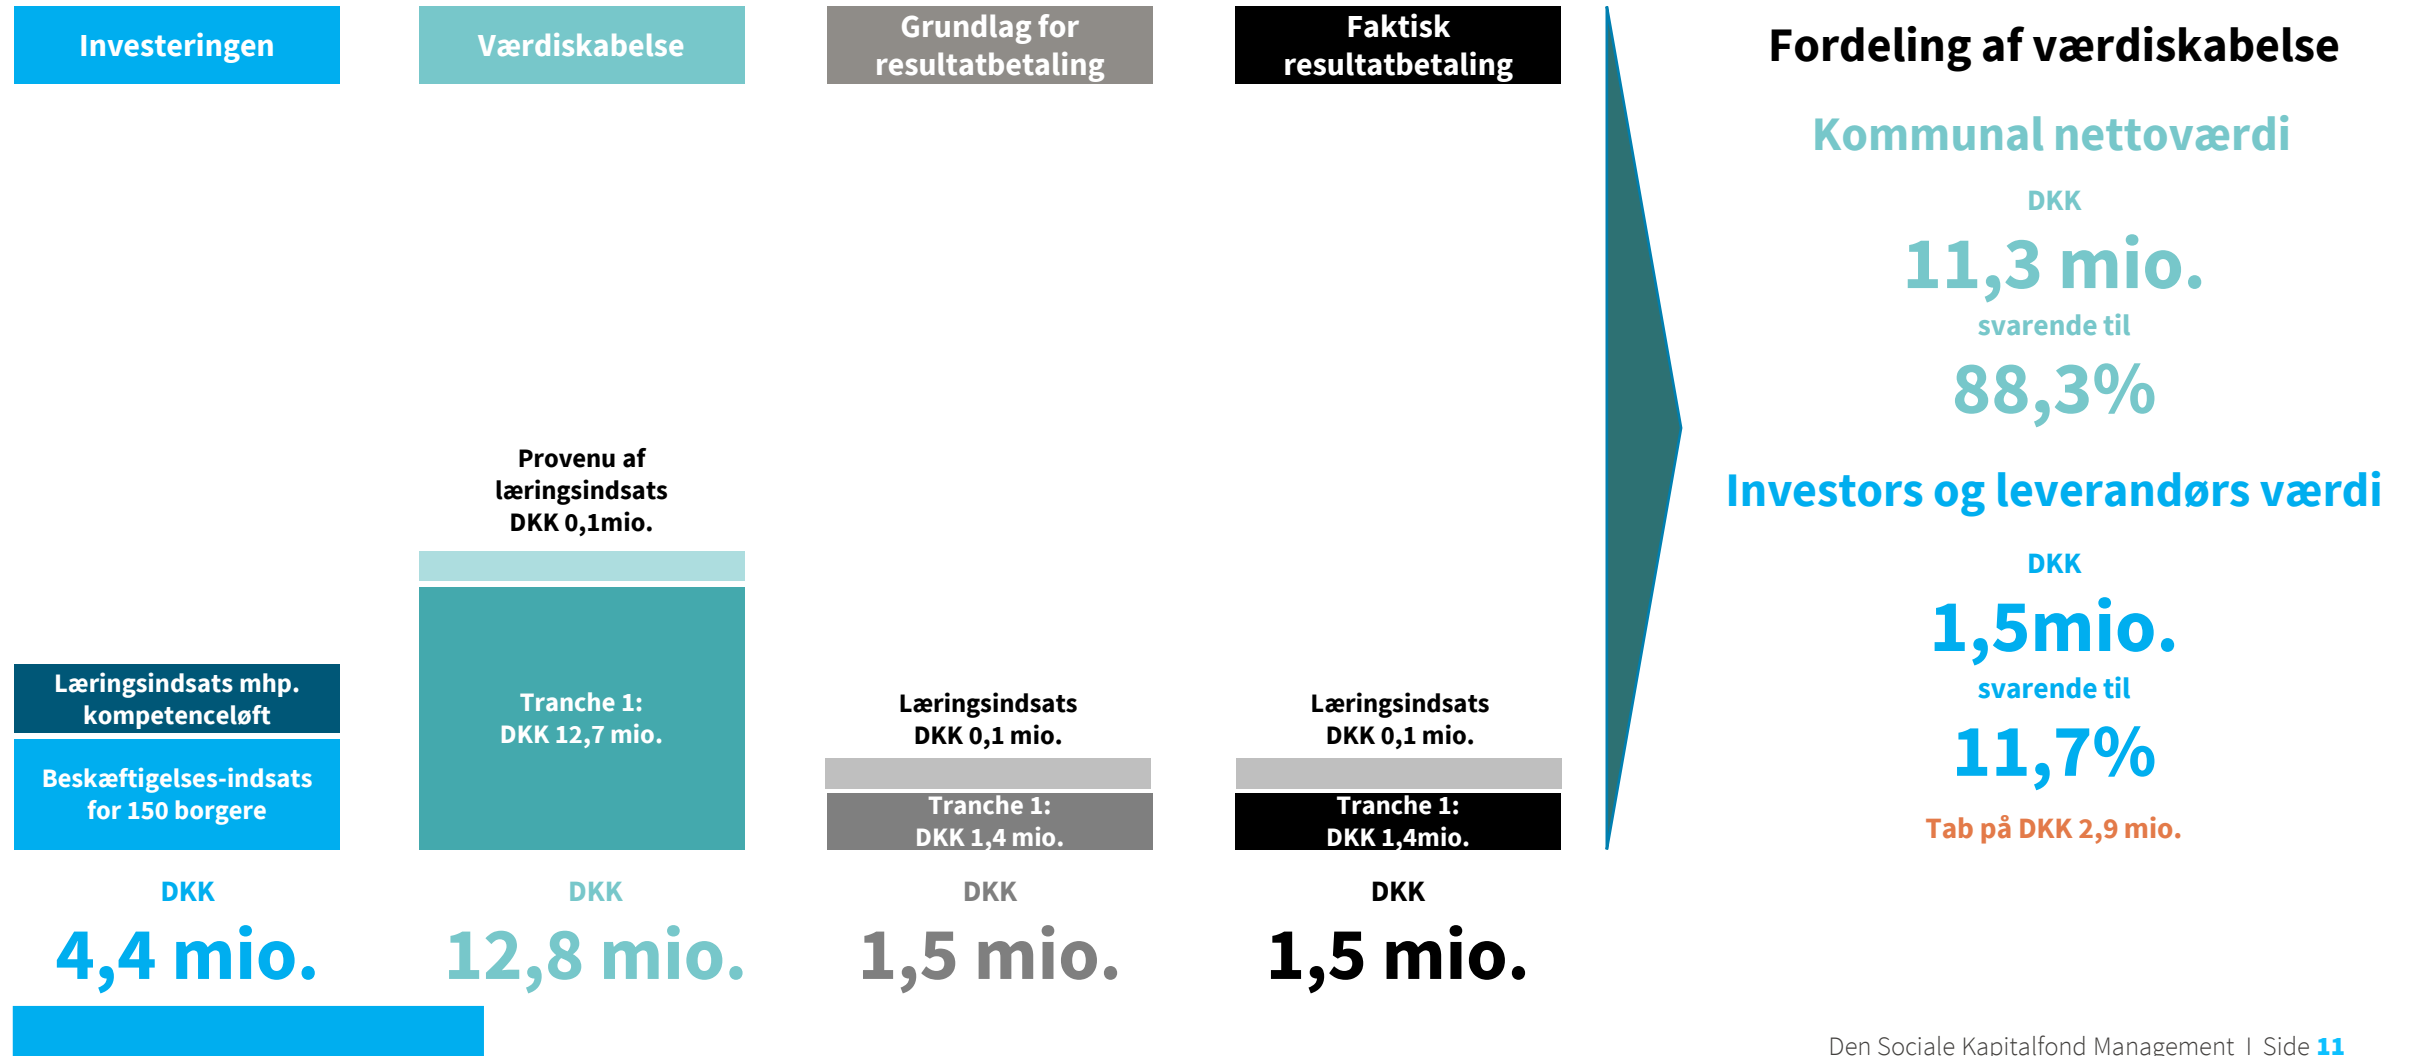 Investeringen
Værdiskabelse
Grundlag for
resultatbetaling
Faktisk
resultatbetaling
Fordeling af værdiskabelse
Kommunal nettoværdi
DKK
11,3 mio.
svarende til
88,3%
Investors og leverandørs værdi
DKK
1,5mio.
svarende til
11,7%
Tab på DKK 2,9 mio.
Læringsindsats mhp.
kompetenceløft
Beskæftigelses-indsats
for 150 borgere
DKK
4,4 mio.
Provenu af
læringsindsats
DKK 0,1mio.
Tranche 1:
DKK 12,7 mio.
DKK
12,8 mio.
Læringsindsats
DKK 0,1 mio.
Tranche 1:
DKK 1,4 mio.
DKK
1,5 mio.
Læringsindsats
DKK 0,1 mio.
Tranche 1:
DKK 1,4mio.
DKK
1,5 mio.
Den Sociale Kapitalfond Management I Side 11